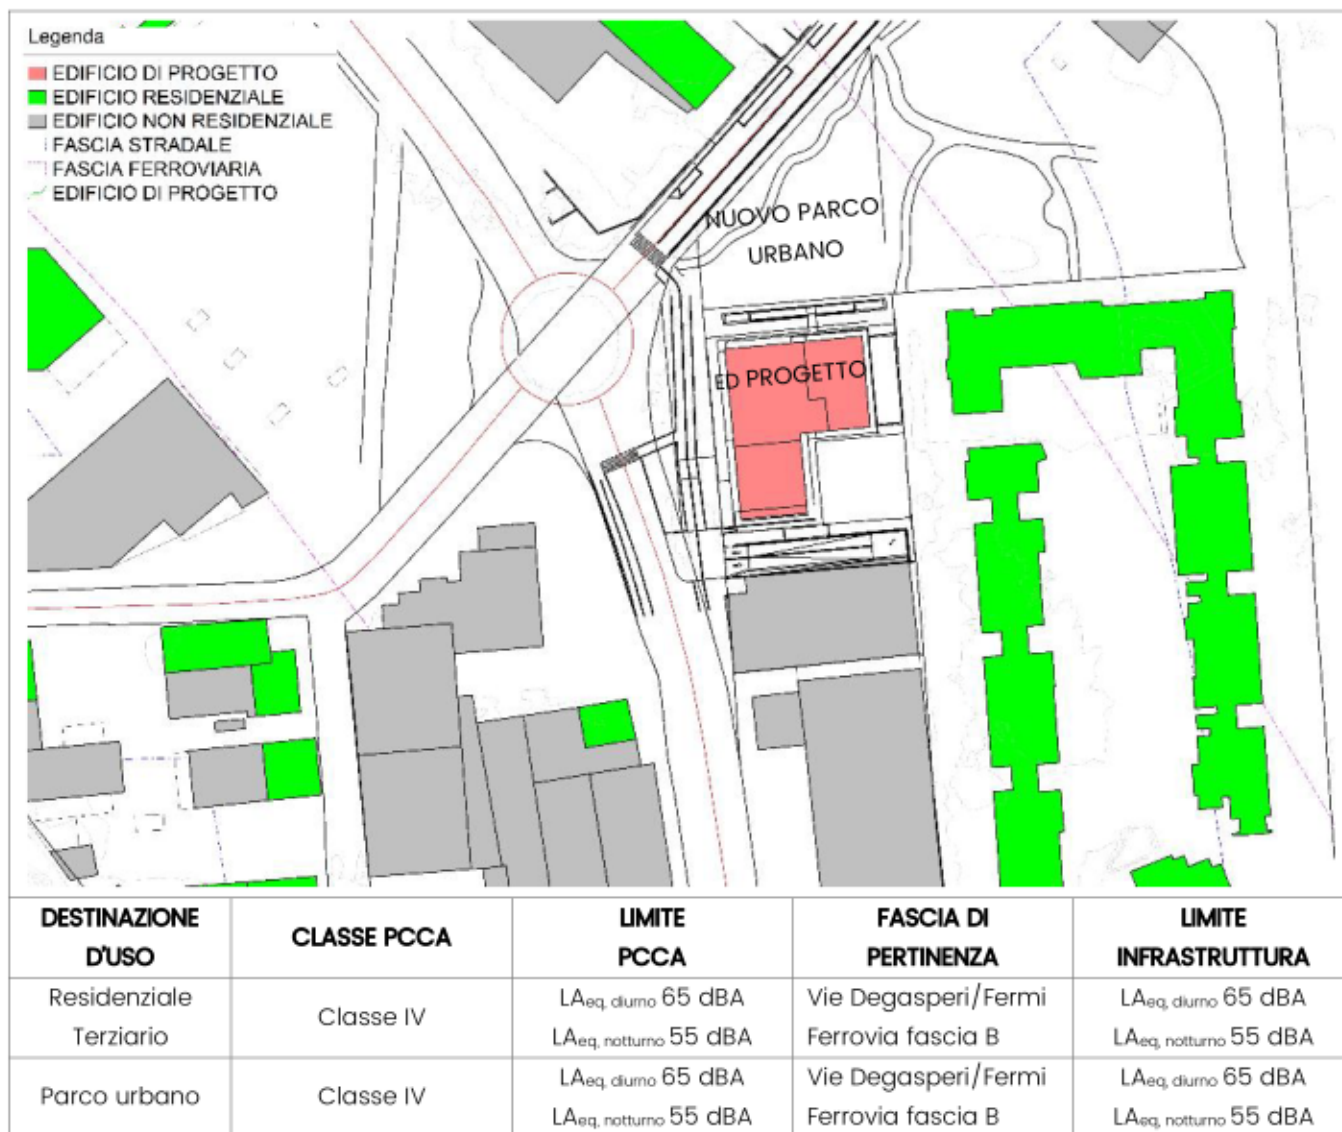 Legenda
EDIFICIO DI PROGETTO
EDIFICIO RESIDENZIALE
EDIFICIO NON RESIDENZIALE
FASCIA STRADALE
FASCIA FERROVIARIA
EDIFICIO DI PROGETTO
NUOVO PARCO
URBANO
ED PROGETTO
DESTINAZIONE D'USO | CLASSE PCCA | LIMITE PCCA | FASCIA DI PERTINENZA | LIMITE INFRASTRUTTURA
Residenziale Terziario | Classe IV | LAeq, diurno 65 dBA LAeq, notturno 55 dBA | Vie Degasperi/Fermi Ferrovia fascia B | LAeq, diurno 65 dBA LAeq, notturno 55 dBA
Parco urbano | Classe IV | LAeq, diurno 65 dBA LAeq, notturno 55 dBA | Vie Degasperi/Fermi Ferrovia fascia B | LAeq, diurno 65 dBA LAeq, notturno 55 dBA